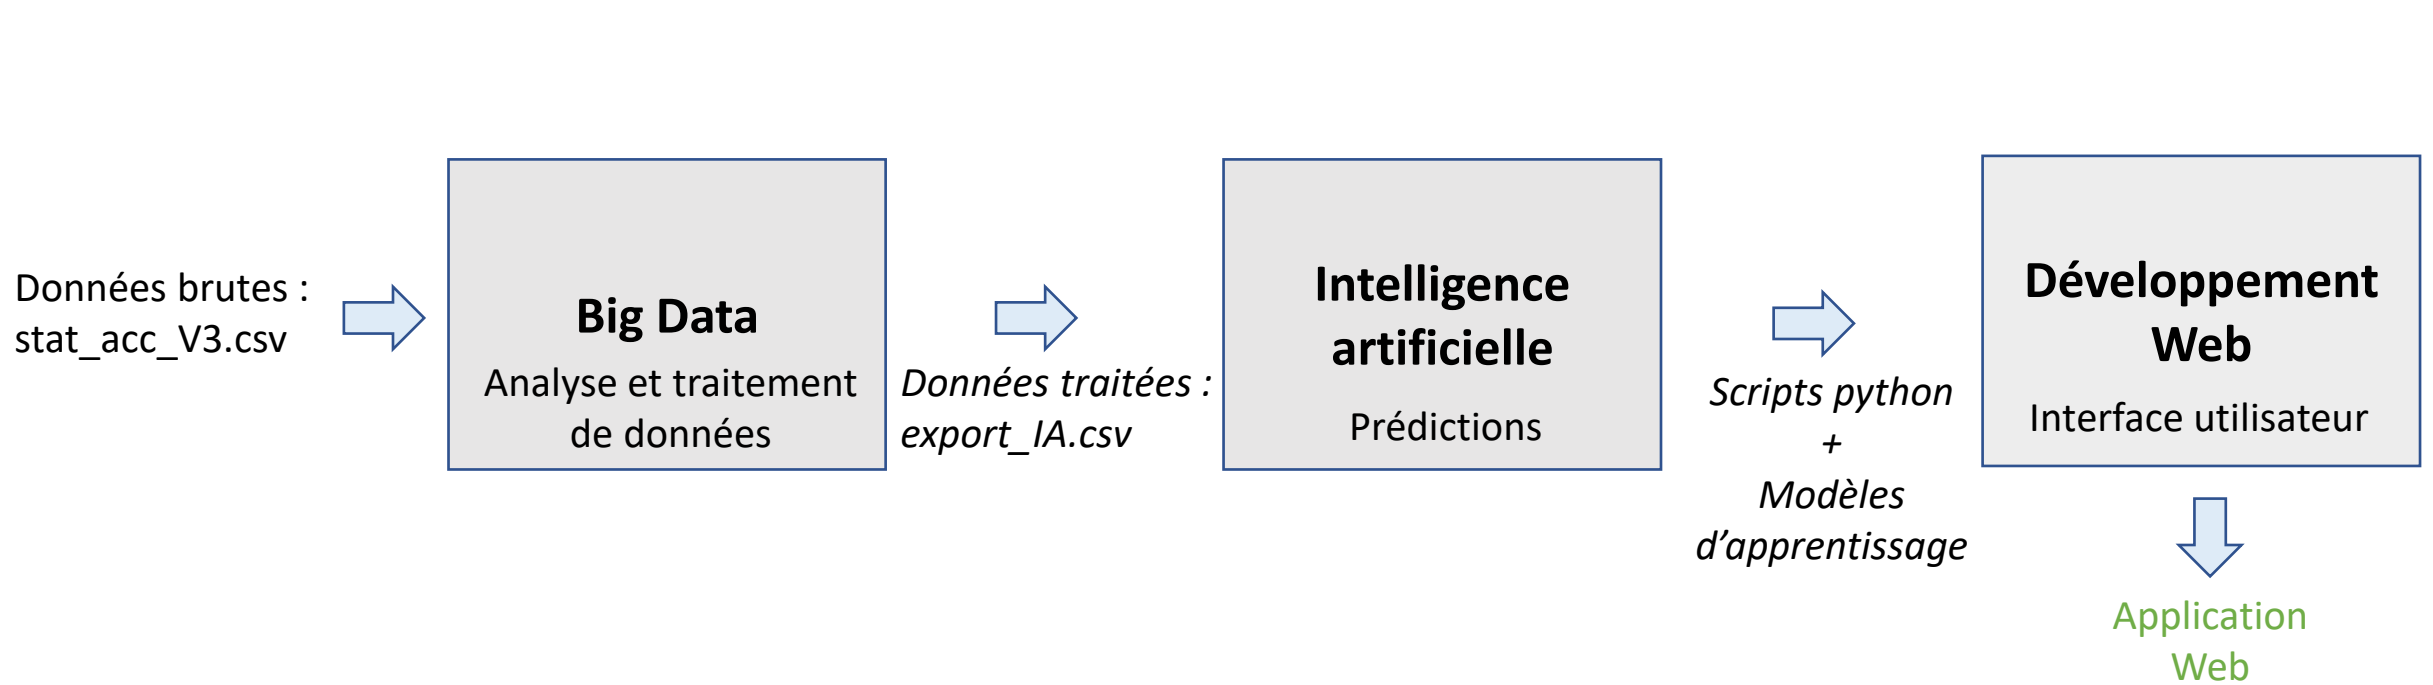 Données brutes :
stat_acc_V3.csv
Big Data
Analyse et traitement
de données
Données traitées :
export_IA.csv
Intelligence
artificielle
Prédictions
Scripts python
+
Modèles
d’apprentissage
Développement
Web
Interface utilisateur
Application
Web